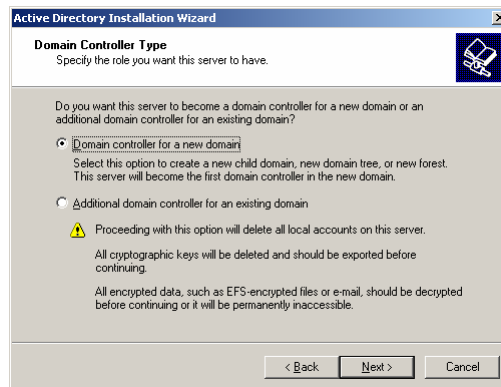 Active Directory Installation Wizard
Domain Controller Type
Specify the role you want this server to have.
Do you want this server to become a domain controller for a new domain or an
additional domain controller for an existing domain?
Domain controller for a new domain
Select this option to create a new child domain, new domain tree, or new forest.
This server will become the first domain controller in the new domain.
Additional domain controller for an existing domain
Proceeding with this option will delete all local accounts on this server.
All cryptographic keys will be deleted and should be exported before
continuing.
All encrypted data, such as EFS-encrypted files or e-mail, should be decrypted
before continuing or it will be permanently inaccessible.
< Back Next > Cancel